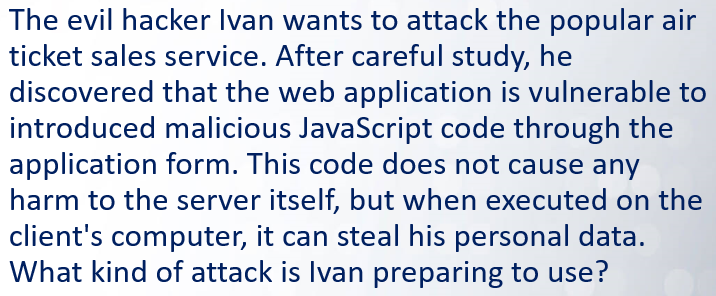 The evil hacker Ivan wants to attack the popular air
ticket sales service. After careful study, he
discovered that the web application is vulnerable to
introduced malicious JavaScript code through the
application form. This code does not cause any
harm to the server itself, but when executed on the
client's computer, it can steal his personal data.
What kind of attack is Ivan preparing to use?